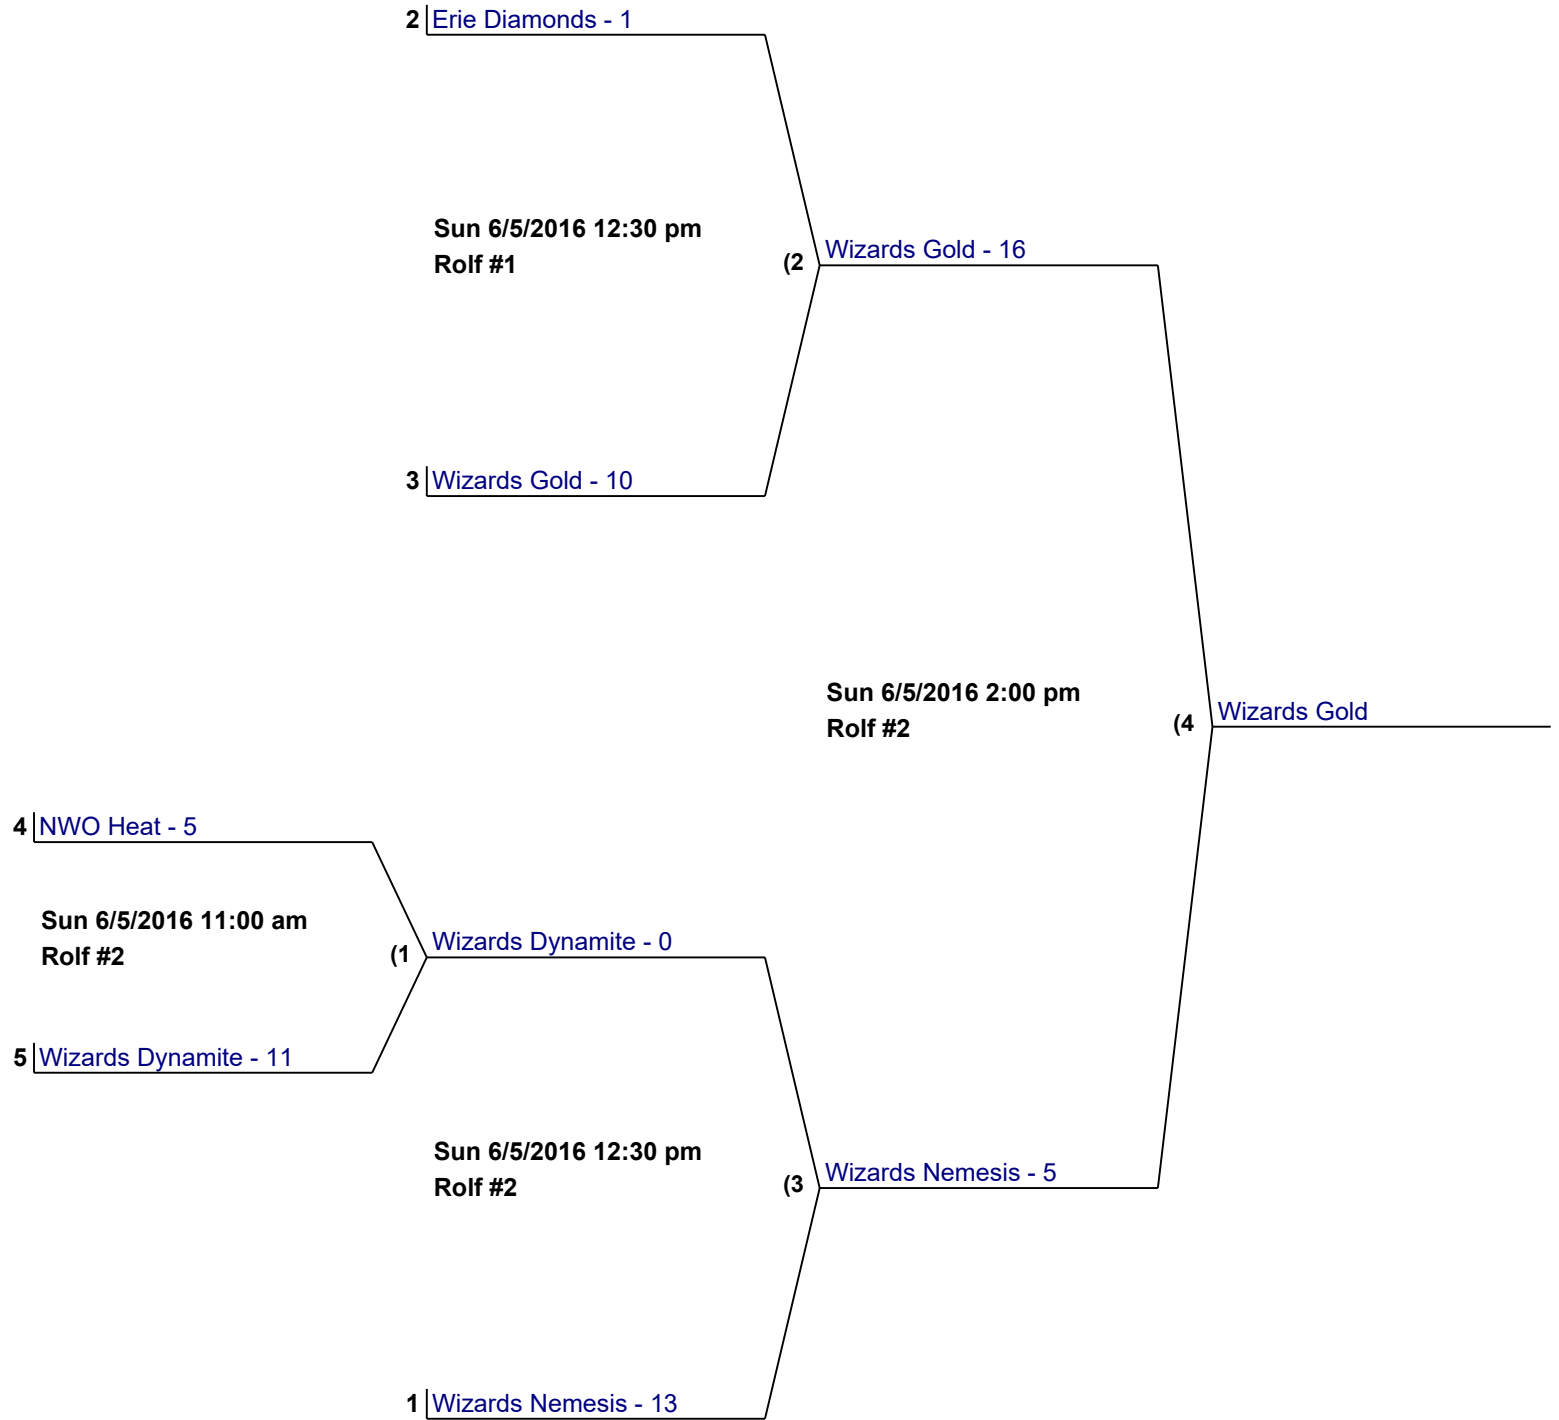 2 Erie Diamonds - 1
Sun 6/5/2016 12:30 pm
Rolf #1
(2 Wizards Gold - 16
3 Wizards Gold - 10
Sun 6/5/2016 2:00 pm
Rolf #2
(4 Wizards Gold
4 NWO Heat - 5
Sun 6/5/2016 11:00 am
Rolf #2
(1 Wizards Dynamite - 0
5 Wizards Dynamite - 11
Sun 6/5/2016 12:30 pm
Rolf #2
(3 Wizards Nemesis - 5
1 Wizards Nemesis - 13